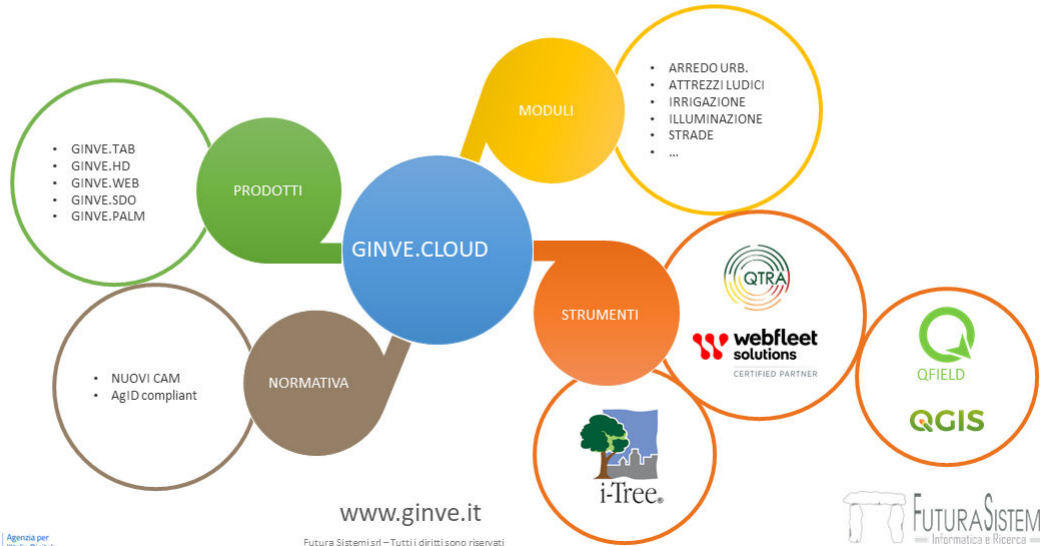 • ARREDO URB.
• ATTREZZI LUDICI
• IRRIGAZIONE
• ILLUMINAZIONE
• STRADE
• ...
MODULI
• GINVE.TAB
• GINVE.HD
• GINVE.WEB
• GINVE.SDO
• GINVE.PALM
PRODOTTI
GINVE.CLOUD
QTRA
STRUMENTI
webfleet
solutions
CERTIFIED PARTNER
QFIELD
QGIS
• NUOVI CAM
• AgID compliant
NORMATIVA
i-Tree®
www.ginve.it
Futura Sistemi srl – Tutti i diritti sono riservati
FUTURASISTEM
Informatica e Ricerca
Agenzia per